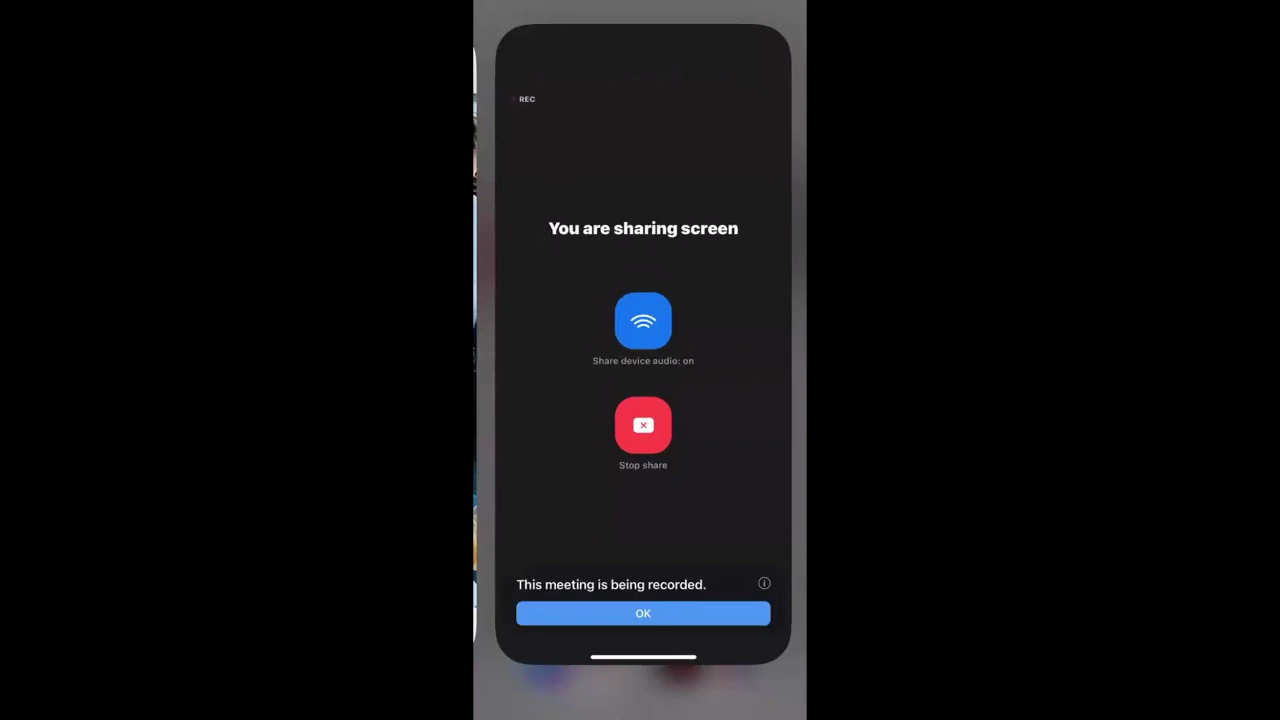 REC
You are sharing screen
Share device audio: on
Stop share
This meeting is being recorded.
OK